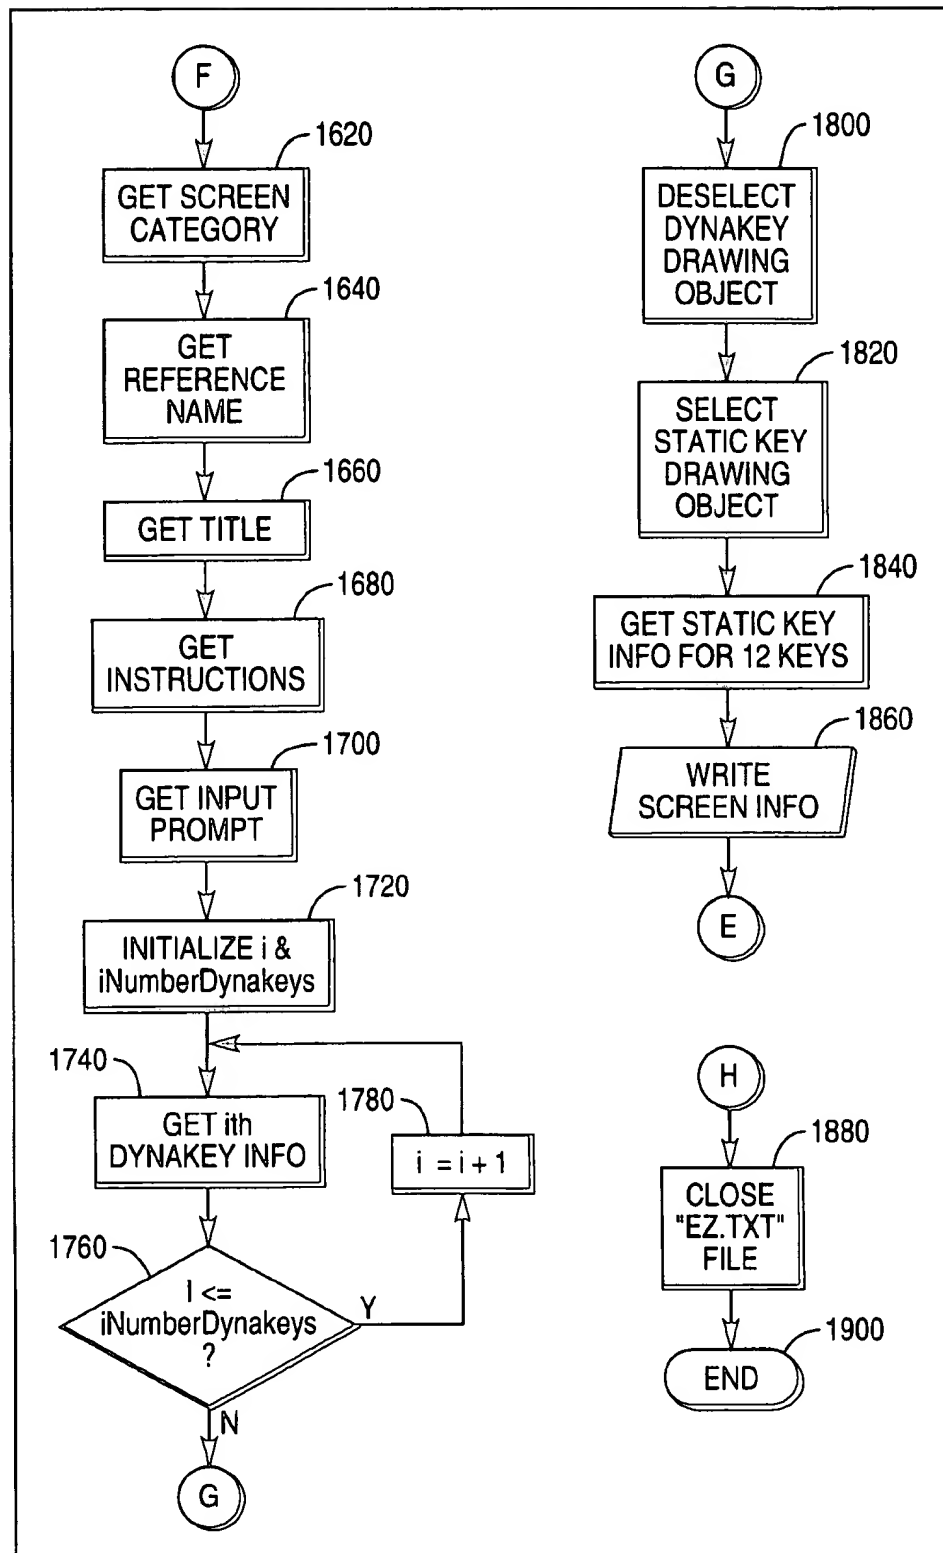 F
1620
GET SCREEN
CATEGORY
1640
GET
REFERENCE
NAME
1660
GET TITLE
1680
GET
INSTRUCTIONS
1700
GET INPUT
PROMPT
1720
INITIALIZE i &
iNumberDynakeys
1740
GET ith
DYNAKEY INFO
1780
i = i + 1
1760
I <=
iNumberDynakeys
?
Y
N
G
G
1800
DESELECT
DYNAKEY
DRAWING
OBJECT
1820
SELECT
STATIC KEY
DRAWING
OBJECT
1840
GET STATIC KEY
INFO FOR 12 KEYS
1860
WRITE
SCREEN INFO
E
H
1880
CLOSE
"EZ.TXT"
FILE
1900
END